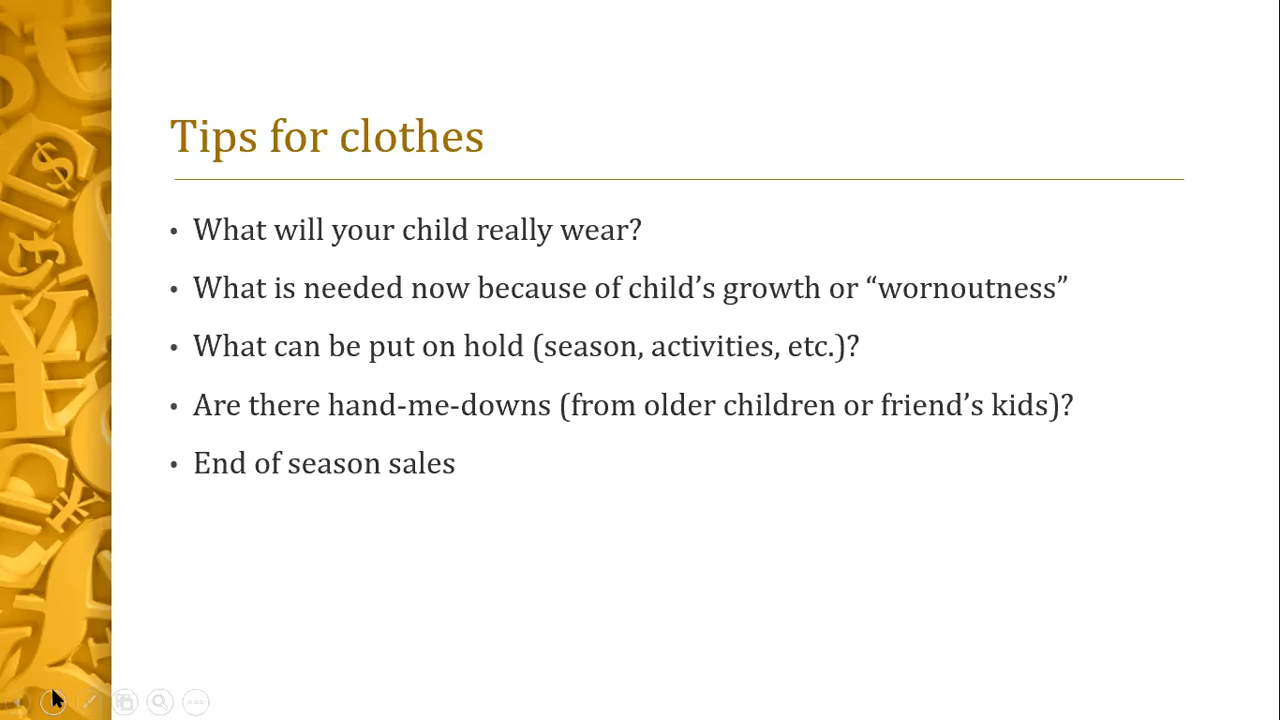 Tips for clothes
• What will your child really wear?
• What is needed now because of child’s growth or “wornoutness”
• What can be put on hold (season, activities, etc.)?
• Are there hand-me-downs (from older children or friend’s kids)?
• End of season sales